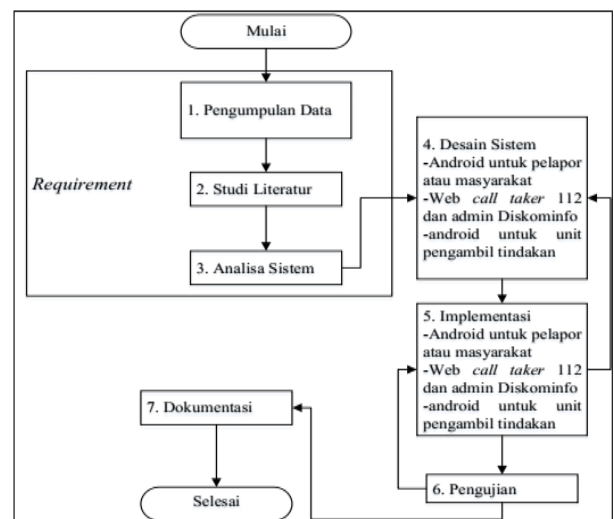 Mulai
1. Pengumpulan Data
Requirement
2. Studi Literatur
3. Analisa Sistem
4. Desain Sistem
-Android untuk pelapor
atau masyarakat
-Web call taker 112
dan admin Diskominfo
-android untuk unit
pengambil tindakan
5. Implementasi
-Android untuk pelapor
atau masyarakat
-Web call taker 112
dan admin Diskominfo
-android untuk unit
pengambil tindakan
6. Pengujian
7. Dokumentasi
Selesai